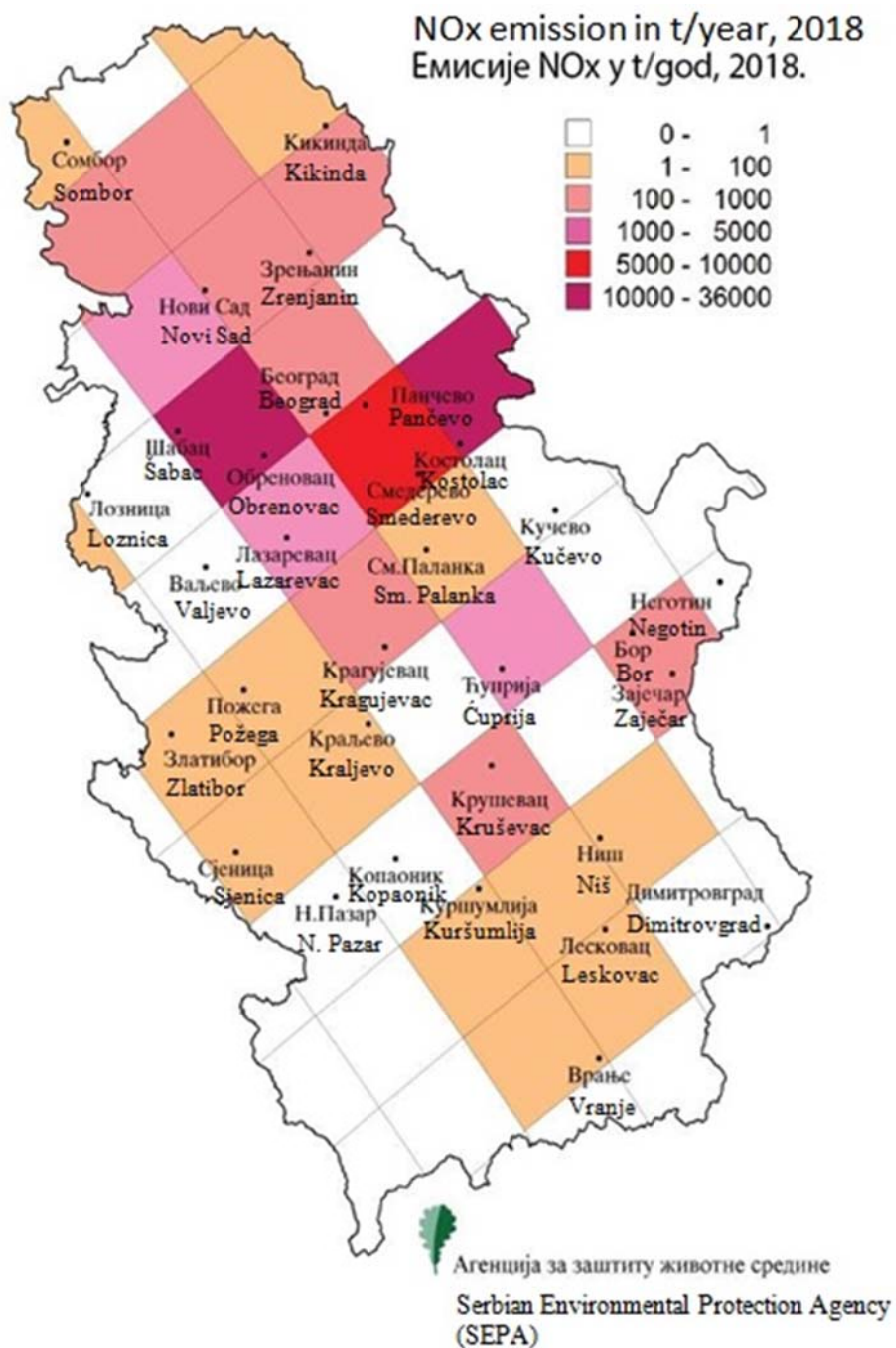 NOx emission in t/year, 2018
Емисије NOx у t/god, 2018.
0 - 1
1 - 100
100 - 1000
1000 - 5000
5000 - 10000
10000 - 36000
Сомбор
Sombor
Кикинда
Kikinda
Зрењанин
Zrenjanin
Нови Сад
Novi Sad
Београд
Beograd
Панчево
Pančevo
Шабац
Šabac
Обреновац
Obrenovac
Костолац
Kostolac
Смедерево
Smederevo
Лозница
Loznica
Кучево
Kučevo
Лазаревац
Lazarevac
Ваљево
Valjevo
См.Паланка
Sm. Palanka
Неготин
Negotin
Бор
Bor
Зајечар
Zaječar
Крагујевац
Kragujevac
Ћуприја
Ćuprija
Пожега
Požega
Краљево
Kraljevo
Златибор
Zlatibor
Крушевац
Kruševac
Ниш
Niš
Сјеница
Sjenica
Копаоник
Kopaonik
Н.Пазар
N. Pazar
Куршумлија
Kuršumlija
Димитровград
Dimitrovgrad
Лесковац
Leskovac
Врање
Vranje
Агенција за заштиту животне средине
Serbian Environmental Protection Agency
(SEPA)